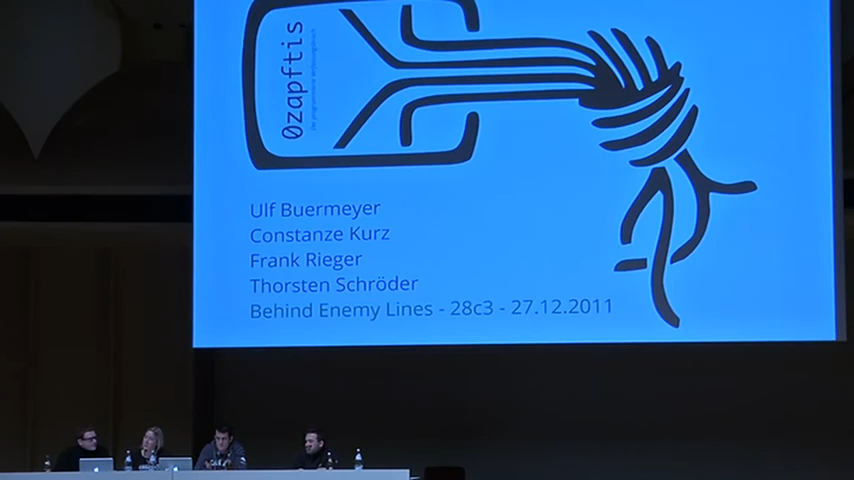 0zapftis
Ulf Buermeyer
Constanze Kurz
Frank Rieger
Thorsten Schröder
Behind Enemy Lines - 28c3 - 27.12.2011